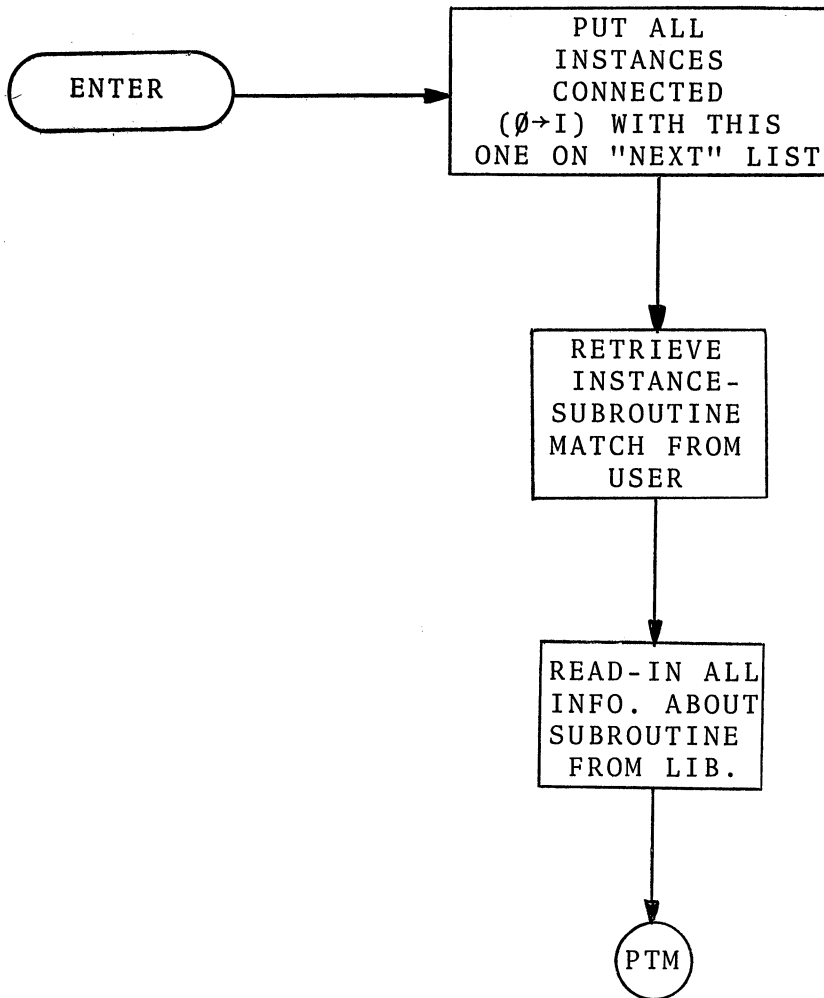 ENTER
PUT ALL
INSTANCES
CONNECTED
(Ø→I) WITH THIS
ONE ON "NEXT" LIST
RETRIEVE
INSTANCE-
SUBROUTINE
MATCH FROM
USER
READ-IN ALL
INFO. ABOUT
SUBROUTINE
FROM LIB.
PTM